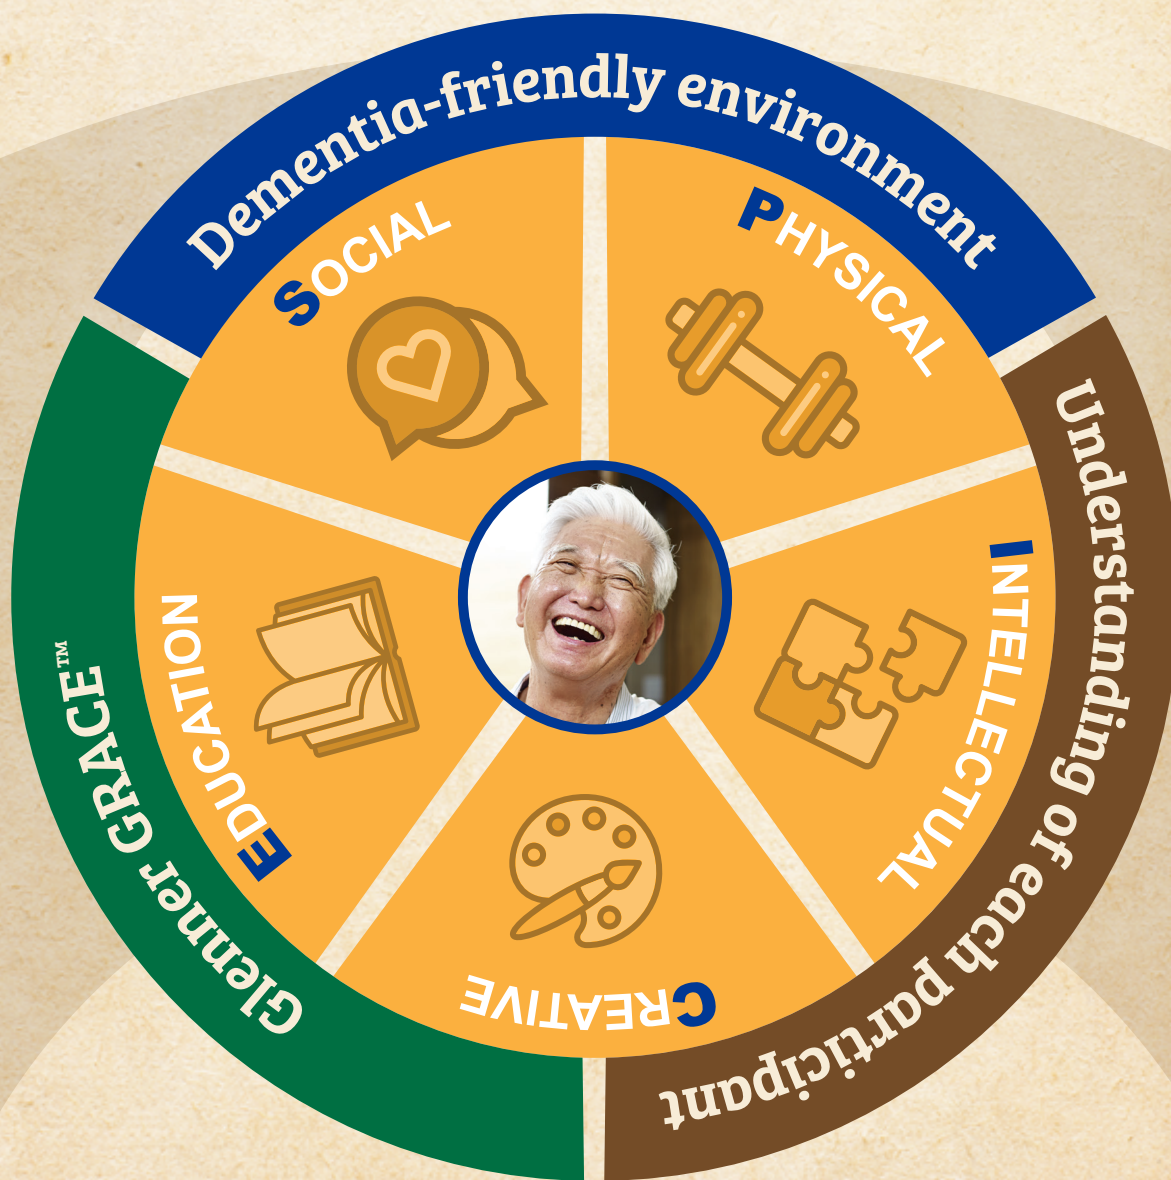 Dementia-friendly environment
Understanding of each participant
Glenner GRACE™
SOCIAL
PHYSICAL
INTELLECTUAL
CREATIVE
EDUCATION